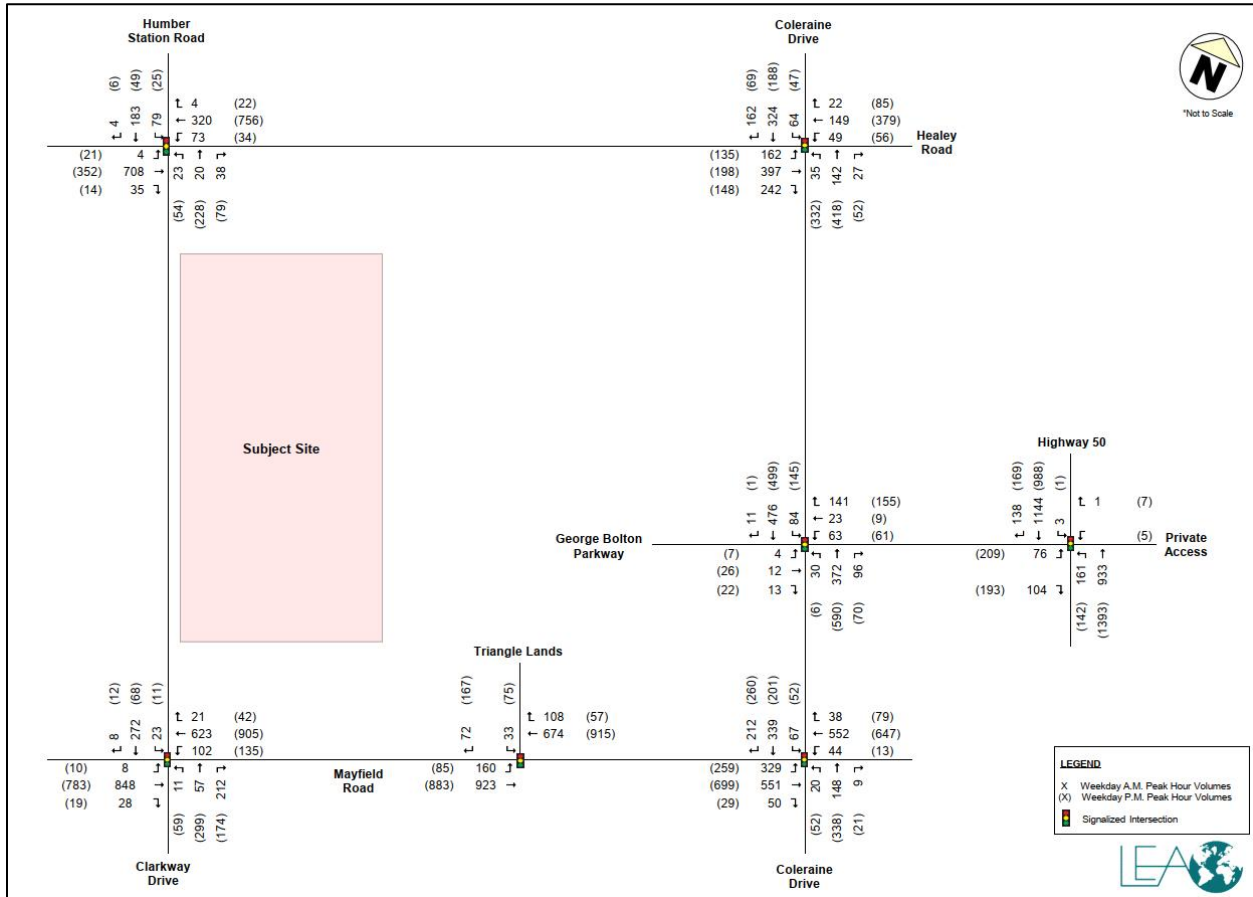 Humber
Station Road
(6) (49) (25)
4 183 79
4 (22)
320 (756)
73 (34)
(21) 4
(352) 708
(14) 35
23 20 38
(54) (228) (79)
Coleraine
Drive
(69) (188) (47)
162 324 64
22 (85)
149 (379)
49 (56)
Healey
Road
(135) 162
(198) 397
(148) 242
35 142 27
(332) (418) (52)
N
*Not to Scale
Subject Site
George Bolton
Parkway
(1) (499) (145)
11 476 84
141 (155)
23 (9)
63 (61)
(7) 4
(26) 12
(22) 13
30 372 96
(6) (590) (70)
Highway 50
(169) (988) (1)
138 1144 3
1 (7)
(5)
Private
Access
(209) 76
(193) 104
161 933
(142) (1393)
(12) (68) (11)
8 272 23
21 (42)
623 (905)
102 (135)
(10) 8
(783) 848
(19) 28
11 57 212
(59) (299) (174)
Clarkway
Drive
Mayfield
Road
Triangle Lands
(167) (75)
72 33
108 (57)
674 (915)
(85) 160
(883) 923
(260) (201) (52)
212 339 67
38 (79)
552 (647)
44 (13)
(259) 329
(699) 551
(29) 50
20 148 9
(52) (338) (21)
Coleraine
Drive
LEGEND
X Weekday A.M. Peak Hour Volumes
(X) Weekday P.M. Peak Hour Volumes
Signalized Intersection
LEA